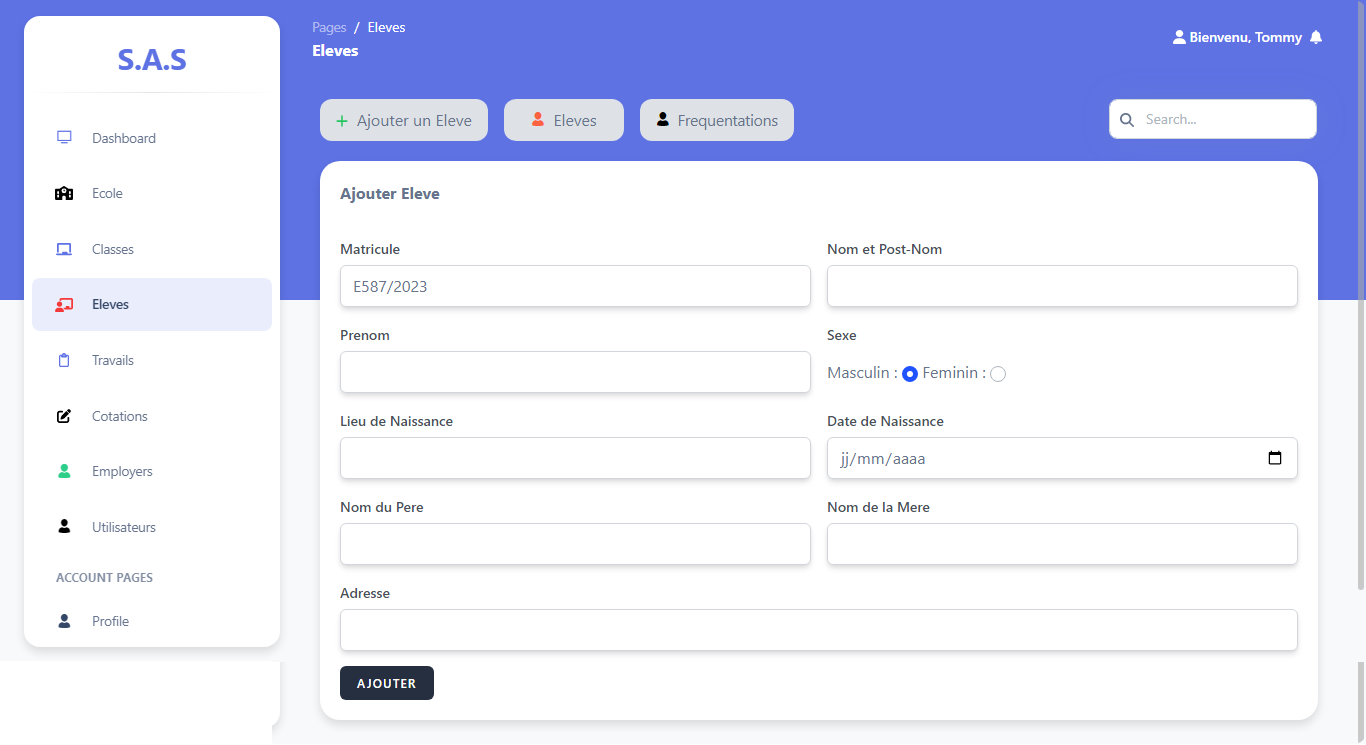 S.A.S
Dashboard
Ecole
Classes
Eleves
Travails
Cotations
Employers
Utilisateurs
ACCOUNT PAGES
Profile
Pages / Eleves
Eleves
Bienvenu, Tommy
+ Ajouter un Eleve
Eleves
Frequentations
Search...
Ajouter Eleve
Matricule
Nom et Post-Nom
E587/2023
Prenom
Sexe
Masculin : Feminin :
Lieu de Naissance
Date de Naissance
jj/mm/aaaa
Nom du Pere
Nom de la Mere
Adresse
AJOUTER